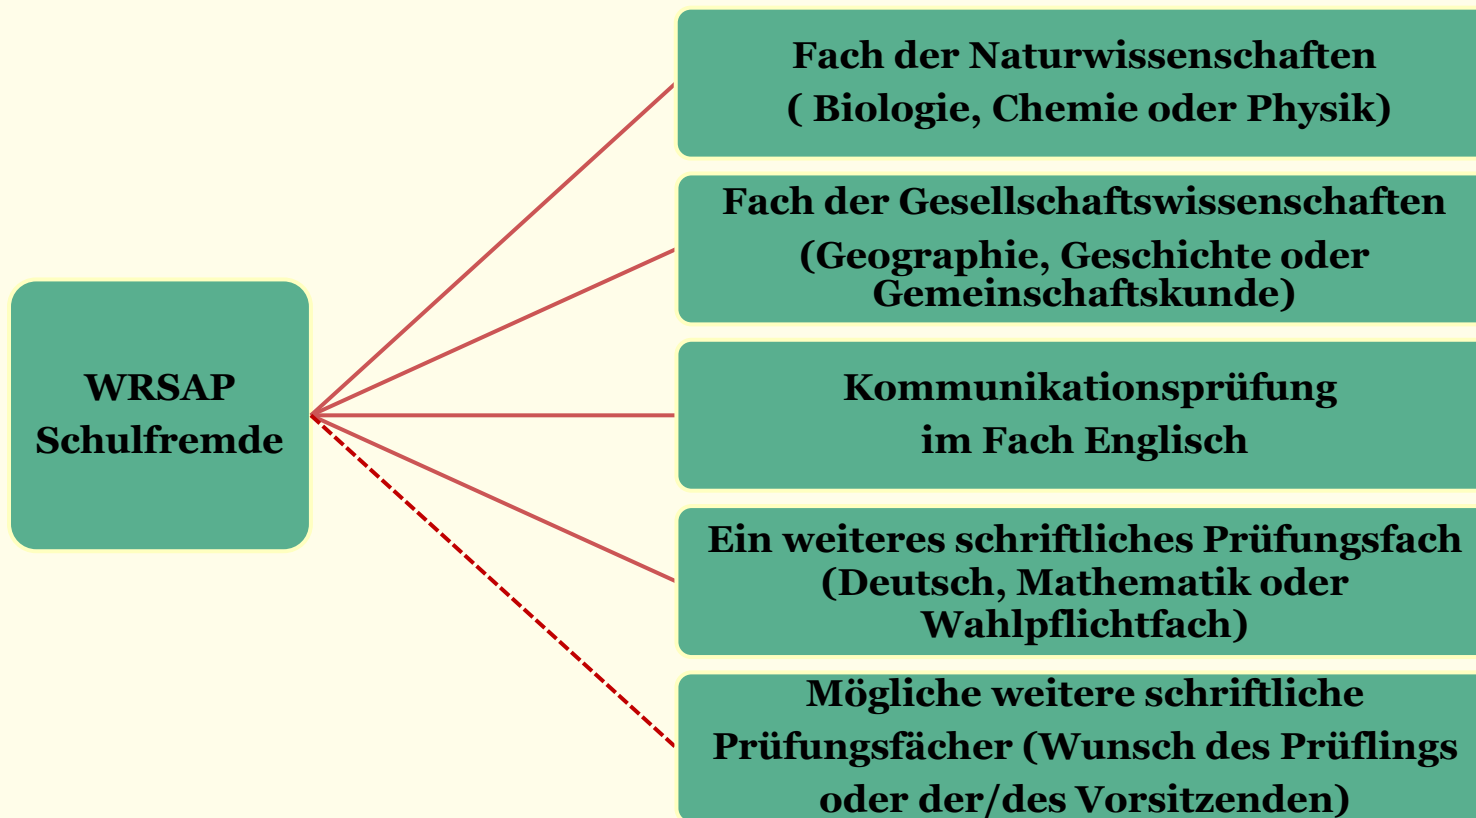 WRSAP
Schulfremde
Fach der Naturwissenschaften
( Biologie, Chemie oder Physik)
Fach der Gesellschaftswissenschaften
(Geographie, Geschichte oder
Gemeinschaftskunde)
Kommunikationsprüfung
im Fach Englisch
Ein weiteres schriftliches Prüfungsfach
(Deutsch, Mathematik oder
Wahlpflichtfach)
Mögliche weitere schriftliche
Prüfungsfächer (Wunsch des Prüflings
oder der/des Vorsitzenden)